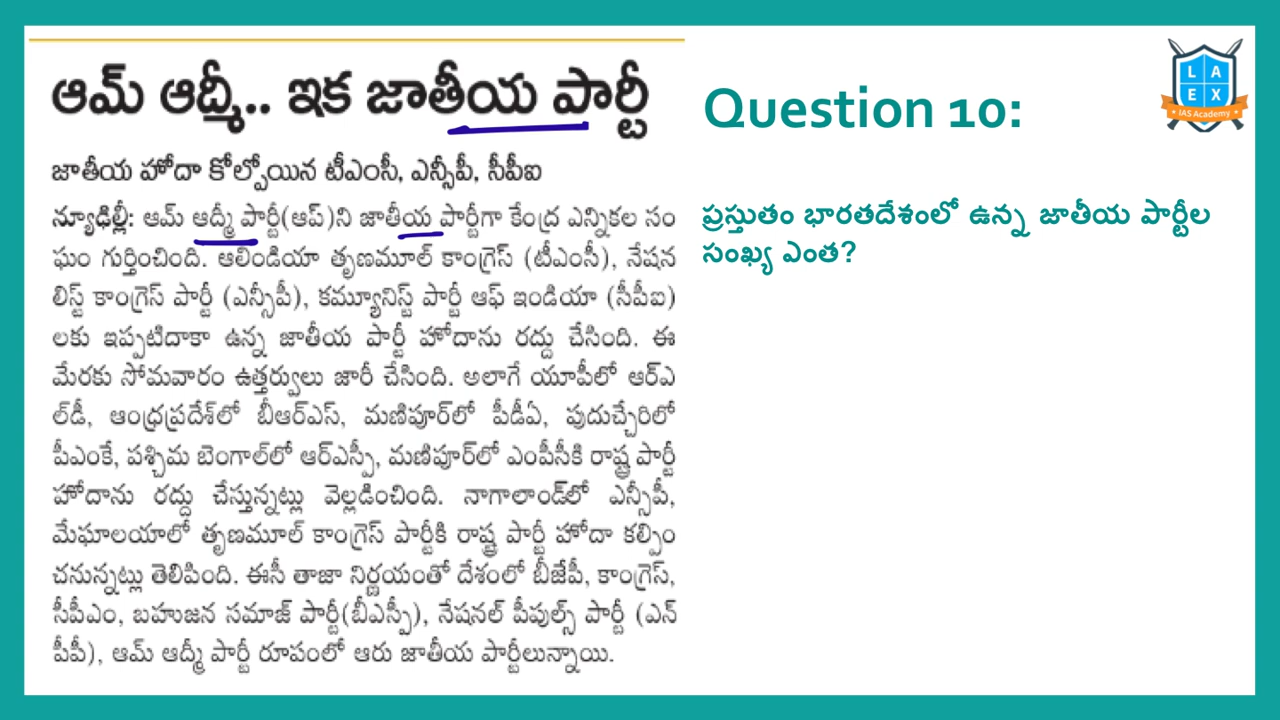 ఆమ్ ఆద్మీ.. ఇక జాతీయ పార్టీ
జాతీయ హోదా కోల్పోయిన టీఎంసీ, ఎన్సీపీ, సీపీఐ
న్యూఢిల్లీ: ఆమ్ ఆద్మీ పార్టీ(ఆప్)ని జాతీయ పార్టీగా కేంద్ర ఎన్నికల సం
ఘం గుర్తించింది. ఆలిండియా తృణమూల్ కాంగ్రెస్ (టీఎంసీ), నేషన
లిస్ట్ కాంగ్రెస్ పార్టీ (ఎన్సీపీ), కమ్యూనిస్ట్ పార్టీ ఆఫ్ ఇండియా (సీపీఐ)
లకు ఇప్పటిదాకా ఉన్న జాతీయ పార్టీ హోదాను రద్దు చేసింది. ఈ
మేరకు సోమవారం ఉత్తర్వులు జారీ చేసింది. అలాగే యూపీలో ఆర్ఎ
ల్‌డీ, ఆంధ్రప్రదేశ్‌లో బీఆర్ఎస్, మణిపూర్‌లో పీడీఏ, పుదుచ్చేరిలో
పీఎంకే, పశ్చిమ బెంగాల్‌లో ఆర్ఎస్పీ, మణిపూర్‌లో ఎంపీసీకి రాష్ట్ర పార్టీ
హోదాను రద్దు చేస్తున్నట్లు వెల్లడించింది. నాగాలాండ్‌లో ఎన్సీపీ,
మేఘాలయాలో తృణమూల్ కాంగ్రెస్ పార్టీకి రాష్ట్ర పార్టీ హోదా కల్పిం
చనున్నట్లు తెలిపింది. ఈసీ తాజా నిర్ణయంతో దేశంలో బీజేపీ, కాంగ్రెస్,
సీపీఎం, బహుజన సమాజ్ పార్టీ(బీఎస్పీ), నేషనల్ పీపుల్స్ పార్టీ (ఎన్
పీపీ), ఆమ్ ఆద్మీ పార్టీ రూపంలో ఆరు జాతీయ పార్టీలున్నాయి.
Question 10:
ప్రస్తుతం భారతదేశంలో ఉన్న జాతీయ పార్టీల
సంఖ్య ఎంత?
L A
E X
IAS Academy